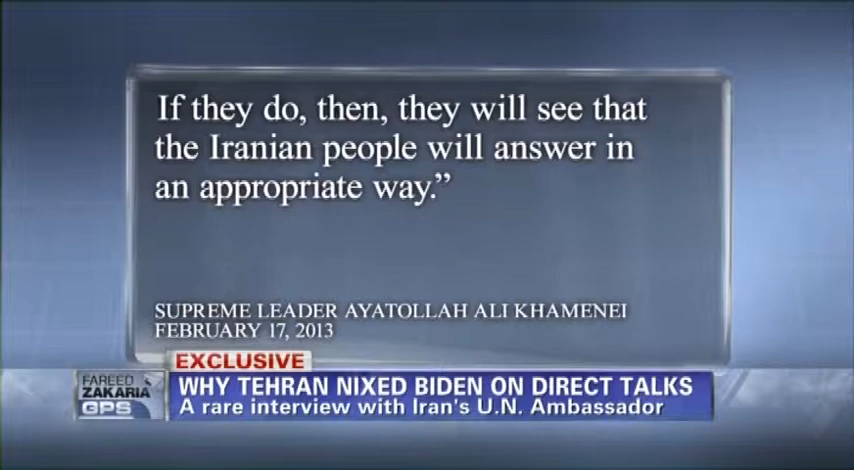 If they do, then, they will see that
the Iranian people will answer in
an appropriate way.”
SUPREME LEADER AYATOLLAH ALI KHAMENEI
FEBRUARY 17, 2013
EXCLUSIVE
FAREED
ZAKARIA
GPS
WHY TEHRAN NIXED BIDEN ON DIRECT TALKS
A rare interview with Iran's U.N. Ambassador